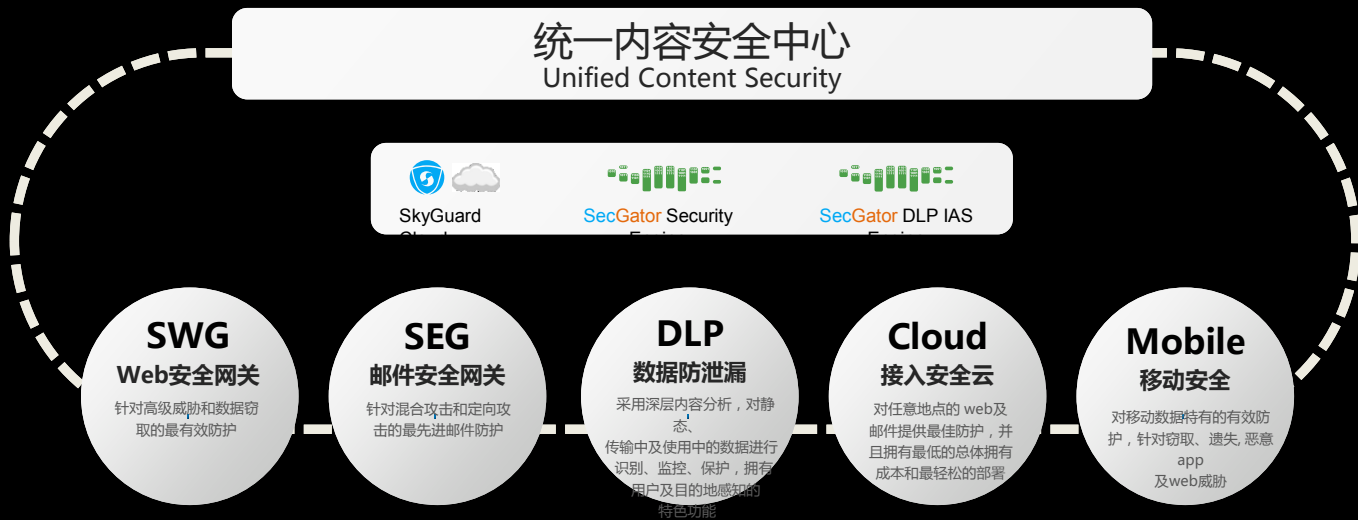 统一内容安全中心
Unified Content Security
SkyGuard
SecGator Security
SecGator DLP IAS
SWG
Web安全网关
针对高级威胁和数据窃
取的最有效防护
SEG
邮件安全网关
针对混合攻击和定向攻
击的最先进邮件防护
DLP
数据防泄漏
采用深层内容分析，对静
态、
传输中及使用中的数据进行
识别、监控、保护，拥有
用户及目的地感知的
特色功能
Cloud
接入安全云
对任意地点的 web及
邮件提供最佳防护，并
且拥有最低的总体拥有
成本和最轻松的部署
Mobile
移动安全
对移动数据特有的有效防
护，针对窃取、遗失, 恶意
app
及web威胁